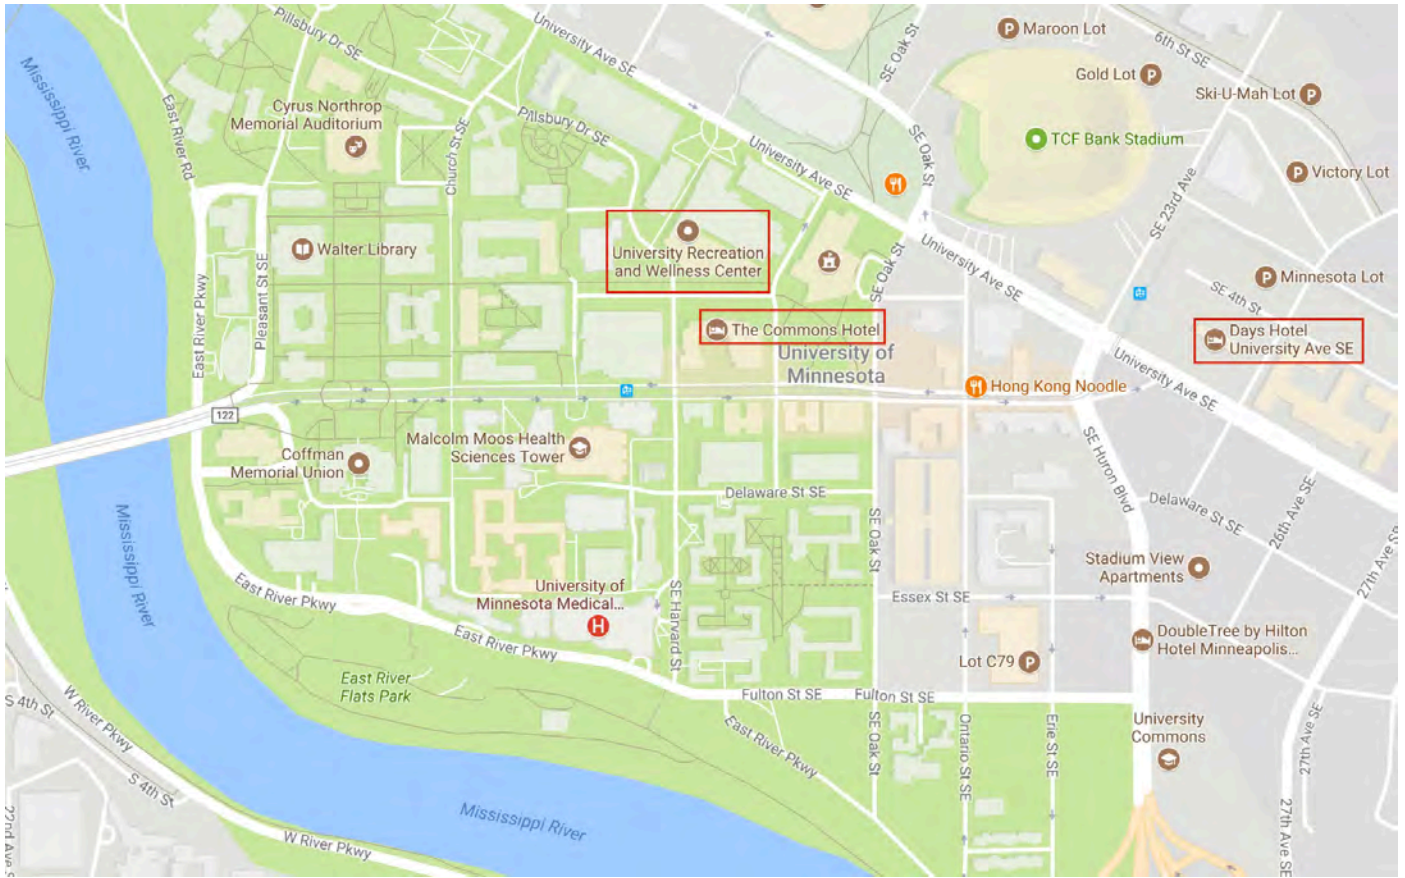 Pillsbury Dr SE
University Ave SE
SE Oak St
Maroon Lot
6th St SE
Gold Lot
Ski-U-Mah Lot
Mississippi River
East River Rd
Cyrus Northrop
Memorial Auditorium
Church St SE
Pillsbury Dr SE
University Ave SE
SE Oak St
TCF Bank Stadium
Victory Lot
SE 23rd Ave
Walter Library
University Recreation
and Wellness Center
SE Oak St
University Ave SE
Minnesota Lot
SE 4th St
East River Pkwy
Pleasant St SE
The Commons Hotel
University of
Minnesota
Days Hotel
University Ave SE
University Ave SE
Hong Kong Noodle
122
Coffman
Memorial Union
Malcolm Moos Health
Sciences Tower
SE Huron Blvd
Delaware St SE
Delaware St SE
26th Ave SE
27th Ave SE
Mississippi River
SE Oak St
Stadium View
Apartments
East River Pkwy
University of
Minnesota Medical...
H
SE Harvard St
Essex St SE
East River Pkwy
DoubleTree by Hilton
Hotel Minneapolis...
Lot C79
East River
Flats Park
Fulton St SE
Fulton St SE
S 4th St
W River Pkwy
East River Pkwy
SE Oak St
Ontario St SE
Erie St SE
University
Commons
27th Ave SE
S 4th St
Mississippi River
W River Pkwy
22nd Ave S
27th Ave SE